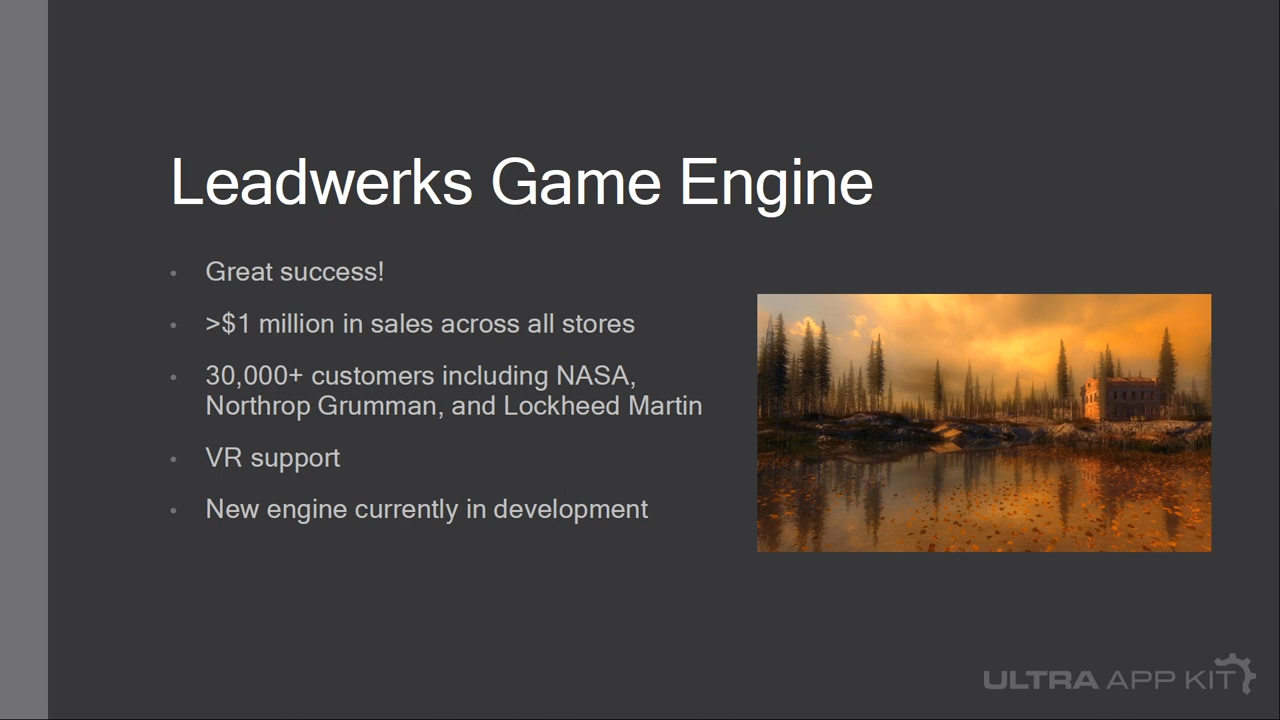 Leadwerks Game Engine
• Great success!
• >$1 million in sales across all stores
• 30,000+ customers including NASA,
Northrop Grumman, and Lockheed Martin
• VR support
• New engine currently in development
ULTRA APP KIT